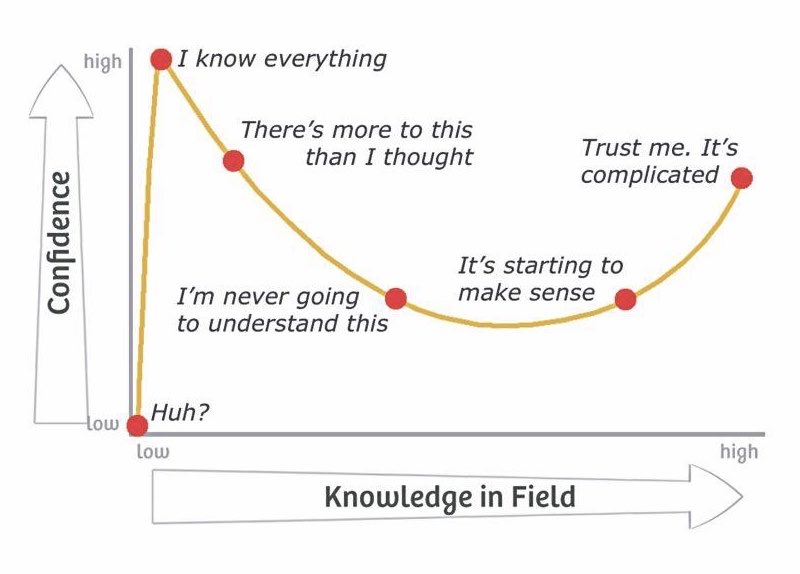 high
I know everything
There's more to this
than I thought
Trust me. It's
complicated
Confidence
It's starting to
make sense
I'm never going
to understand this
Huh?
low
low
high
Knowledge in Field